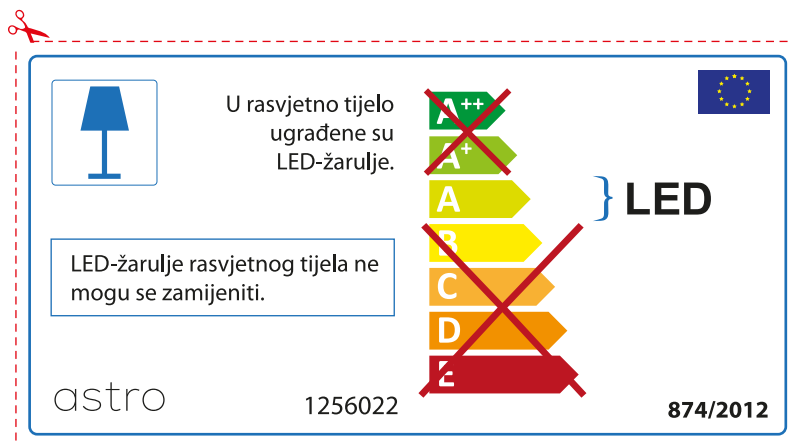 U rasvjetno tijelo
ugrađene su
LED-žarulje.
A++
A+
A
B
C
D
E
LED
LED-žarulje rasvjetnog tijela ne
mogu se zamijeniti.
astro
1256022
874/2012